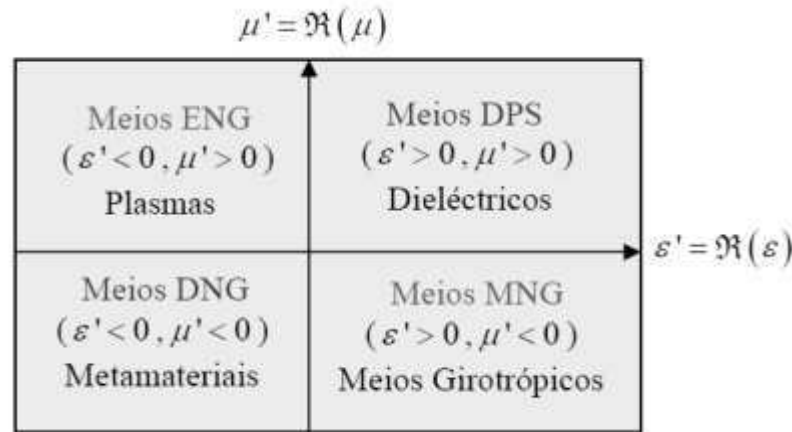 μ' = ℜ(μ)
Meios ENG
(ε' < 0 , μ' > 0)
Plasmas
Meios DPS
(ε' > 0 , μ' > 0)
Dieléctricos
ε' = ℜ(ε)
Meios DNG
(ε' < 0 , μ' < 0)
Metamateriais
Meios MNG
(ε' > 0 , μ' < 0)
Meios Girotrópicos